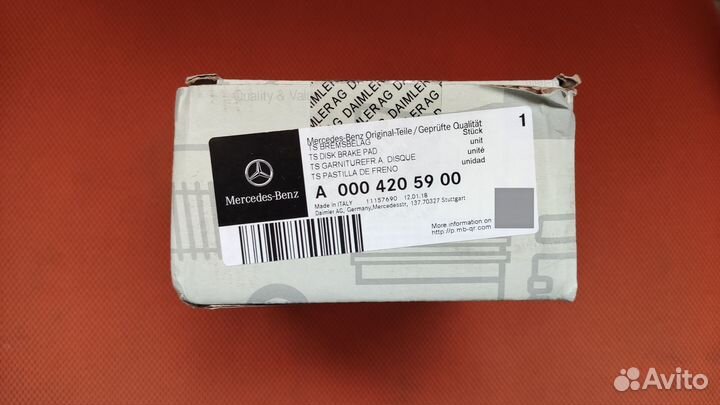 Quality & Val
DAIMLER AG DAIMLER AG
Mercedes-Benz Original-Teile/Geprüfte Qualität
TS BREMSBELAG
Stück
1
TS DISK BRAKE PAD
unit
TS GARNITUREFR.A. DISQUE
unité
TS PASTILLA DE FRENO
unidad
Mercedes-Benz
A 000 420 59 00
Made in ITALY 11157690 12.01.18
Daimler AG, Germany, Mercedesstr, 137.70327 Stuttgart
More information on
http://p.mb-qr.com
Avito